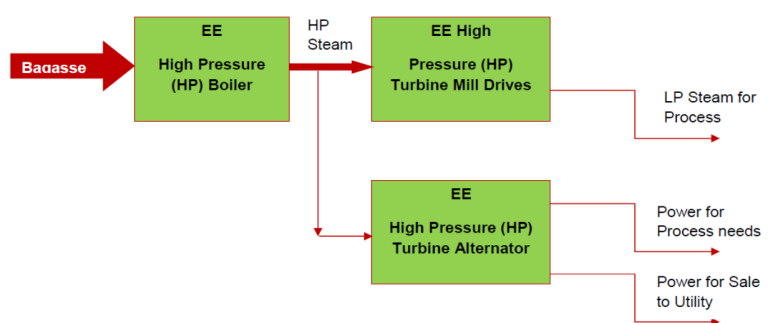 Bagasse
EE
High Pressure
(HP) Boiler
HP
Steam
EE High
Pressure (HP)
Turbine Mill Drives
LP Steam for
Process
EE
High Pressure (HP)
Turbine Alternator
Power for
Process needs
Power for Sale
to Utility